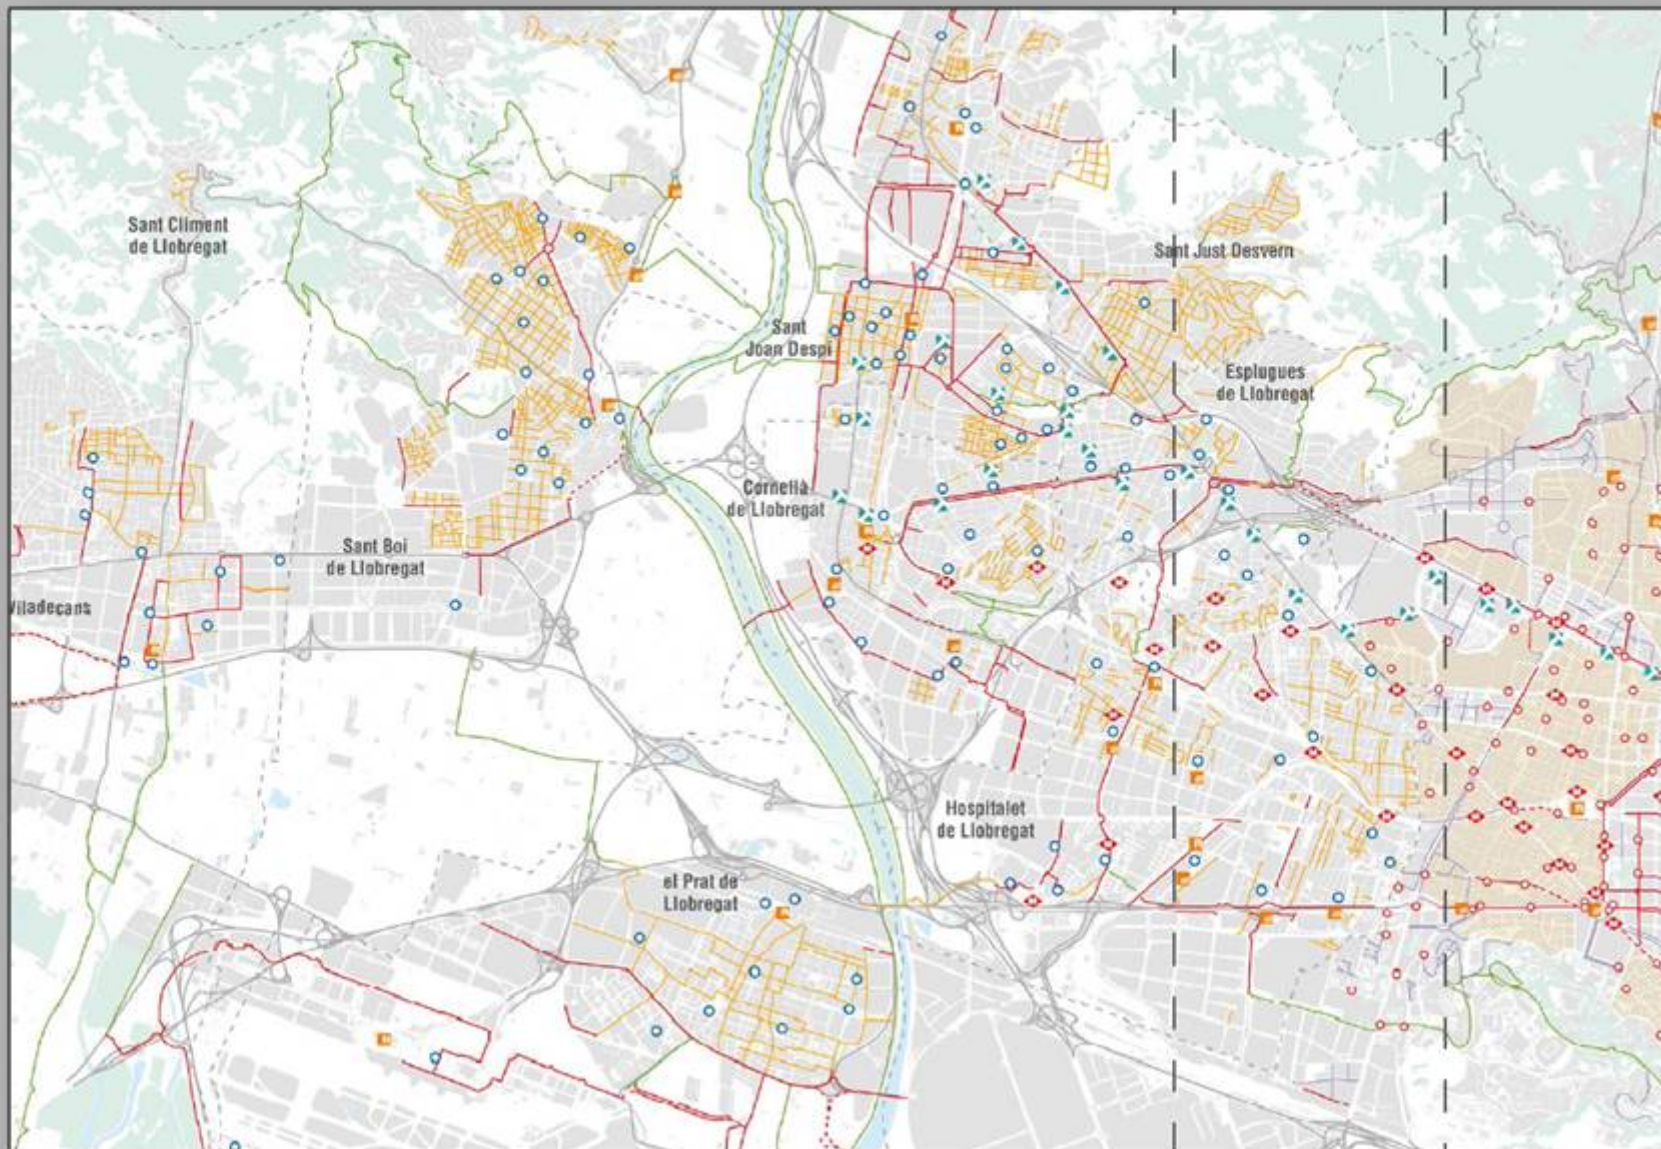 Sant Climent
de Llobregat
Sant Just Desvern
Sant
Joan Despí
Esplugues
de Llobregat
Cornellà
de Llobregat
Sant Boi
de Llobregat
Viladecans
Hospitalet
de Llobregat
el Prat de
Llobregat